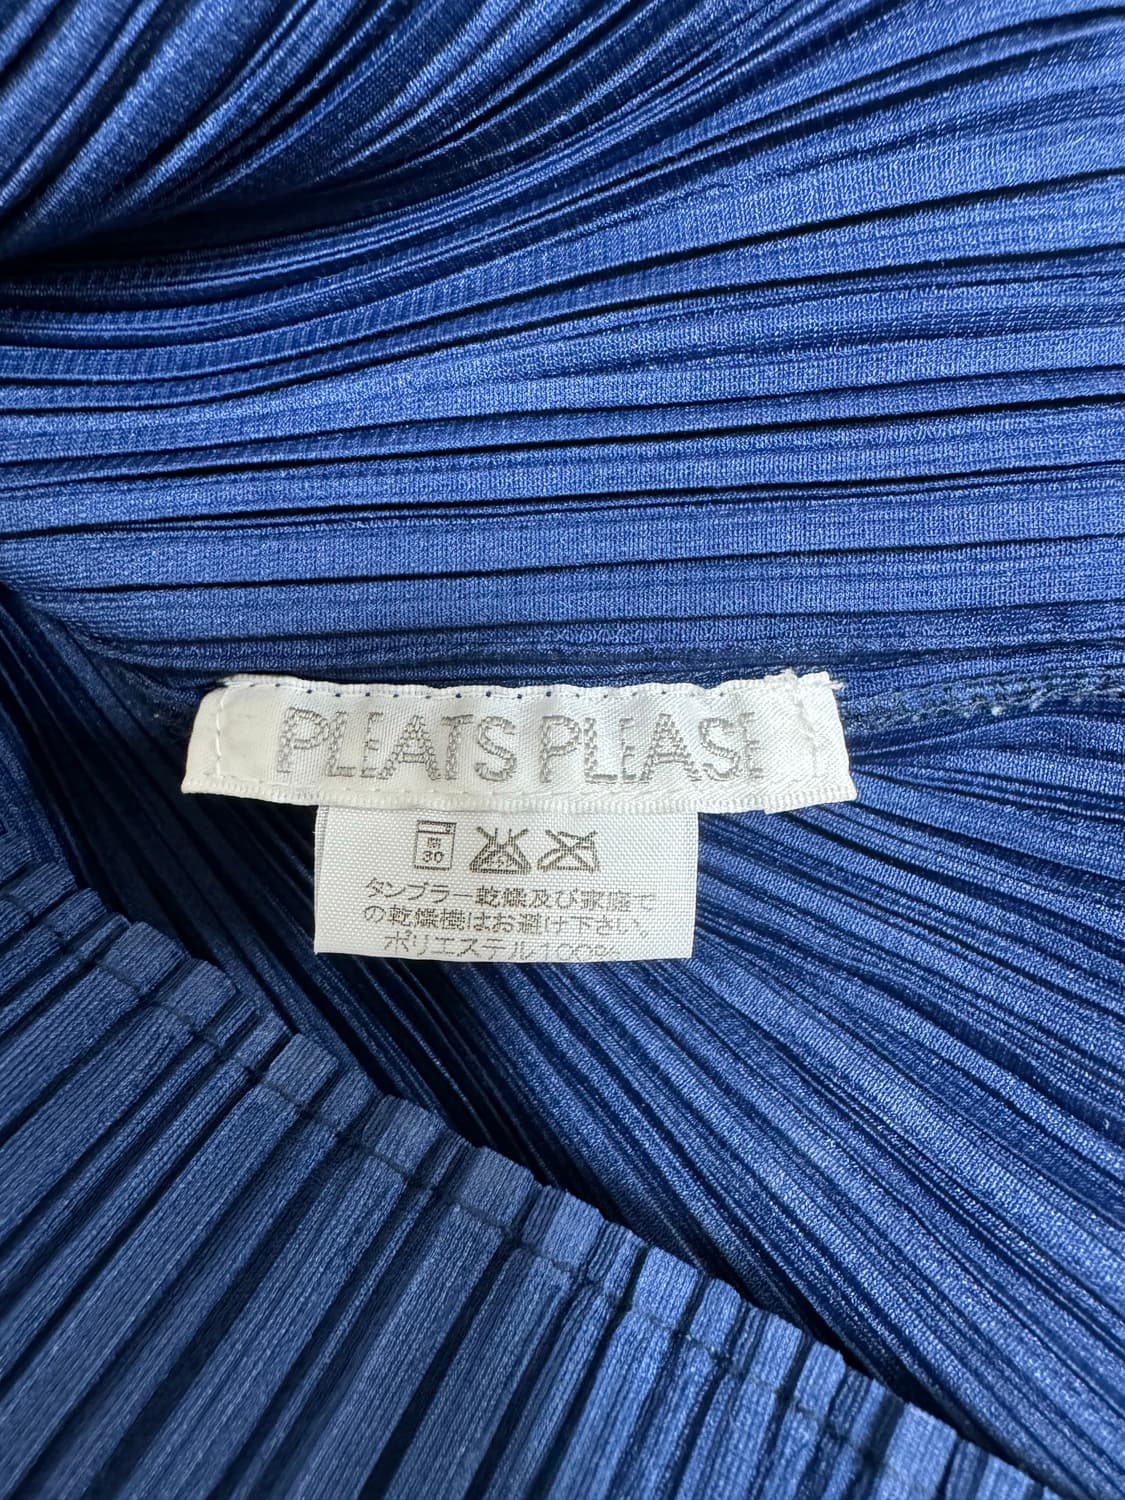 PLEATS PLEASE
弱
30
タンブラー乾燥及び家庭で
の乾燥機はお避け下さい。
ポリエステル100%